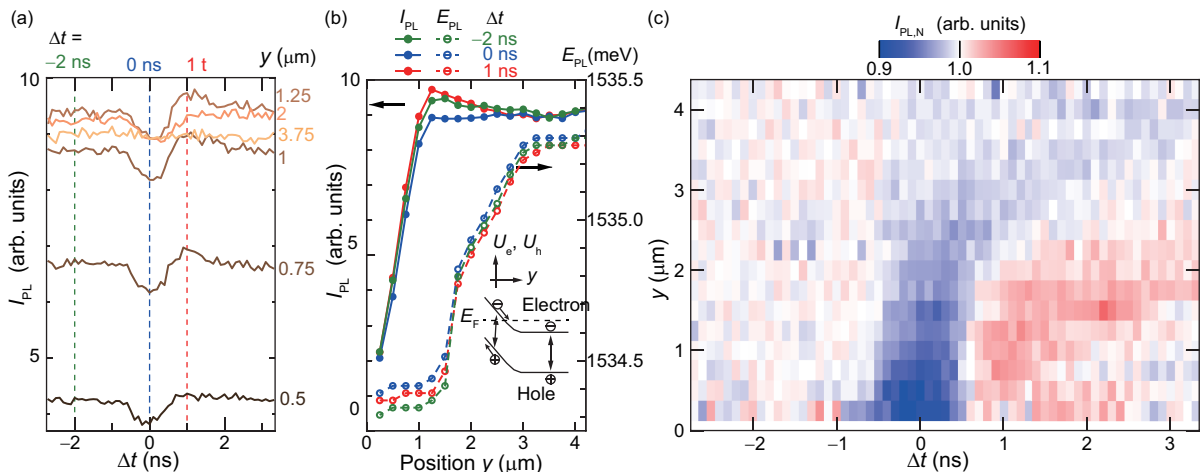 (a)
Δt =
−2 ns
0 ns
1 t
y (μm)
10
5
1.25
2
3.75
1
0.75
0.5
I_PL (arb. units)
−2
0
2
Δt (ns)
(b)
I_PL E_PL Δt
−2 ns
0 ns
1 ns
E_PL (meV)
10
5
0
I_PL (arb. units)
1535.5
1535.0
1534.5
U_e, U_h
y
Electron
E_F
Hole
0 1 2 3 4
Position y (μm)
(c)
I_PL,N (arb. units)
0.9 1.0 1.1
4
3
2
1
0
y (μm)
−2 −1 0 1 2 3
Δt (ns)